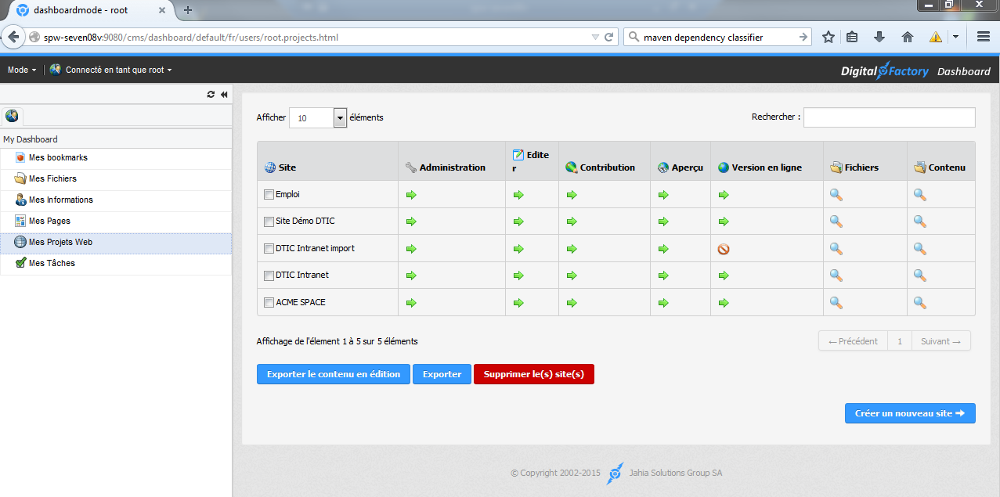 dashboardmode - root
spw-seven08v:9080/cms/dashboard/default/fr/users/root.projects.html
maven dependency classifier
Mode
Connecté en tant que root
Digital Factory Dashboard
My Dashboard
Mes bookmarks
Mes Fichiers
Mes Informations
Mes Pages
Mes Projets Web
Mes Tâches
Afficher 10 éléments
Rechercher :
Site Administration Editer Contribution Aperçu Version en ligne Fichiers Contenu
Emploi
Site Démo DTIC
DTIC Intranet import
DTIC Intranet
ACME SPACE
Affichage de l'élement 1 à 5 sur 5 éléments
← Précédent 1 Suivant →
Exporter le contenu en édition Exporter Supprimer le(s) site(s)
Créer un nouveau site
© Copyright 2002-2015 Jahia Solutions Group SA